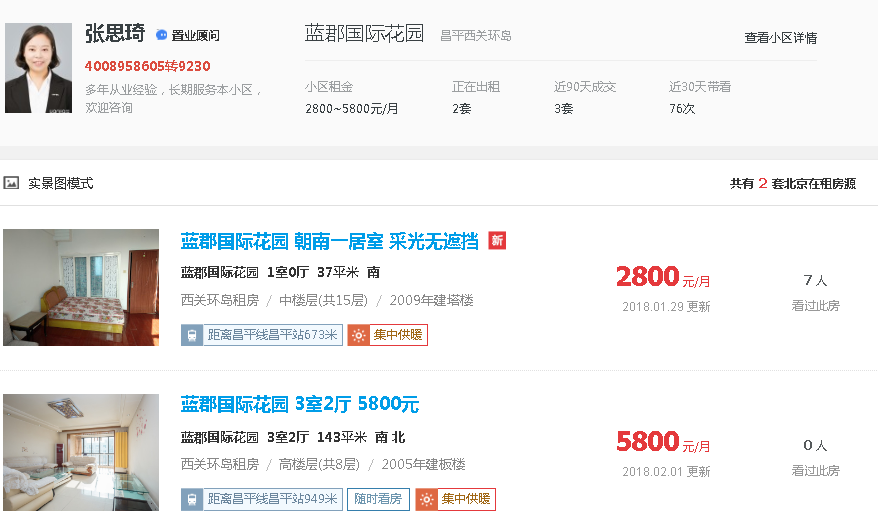 张思琦 置业顾问
4008958605转9230
多年从业经验，长期服务本小区，
欢迎咨询
蓝郡国际花园 昌平西关环岛 查看小区详情
小区租金 正在出租 近90天成交 近30天带看
2800~5800元/月 2套 3套 76次
实景图模式 共有 2 套北京在租房源
蓝郡国际花园 朝南一居室 采光无遮挡 新
蓝郡国际花园 1室0厅 37平米 南
西关环岛租房 / 中楼层(共15层) / 2009年建塔楼
距离昌平线昌平站673米 集中供暖
2800 元/月
2018.01.29 更新
7 人
看过此房
蓝郡国际花园 3室2厅 5800元
蓝郡国际花园 3室2厅 143平米 南 北
西关环岛租房 / 高楼层(共8层) / 2005年建板楼
距离昌平线昌平站949米 随时看房 集中供暖
5800 元/月
2018.02.01 更新
0 人
看过此房